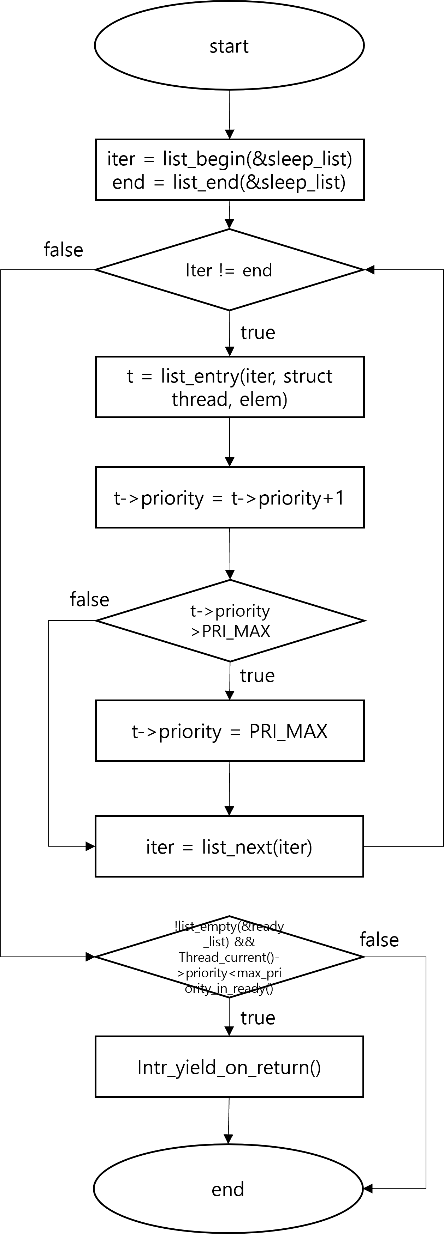 start
iter = list_begin(&sleep_list)
end = list_end(&sleep_list)
false
Iter != end
true
t = list_entry(iter, struct
thread, elem)
t->priority = t->priority+1
false
t->priority
>PRI_MAX
true
t->priority = PRI_MAX
iter = list_next(iter)
!list_empty(&ready
_list) &&
Thread_current()-
>priority<max_pri
ority_in_ready()
false
true
Intr_yield_on_return()
end